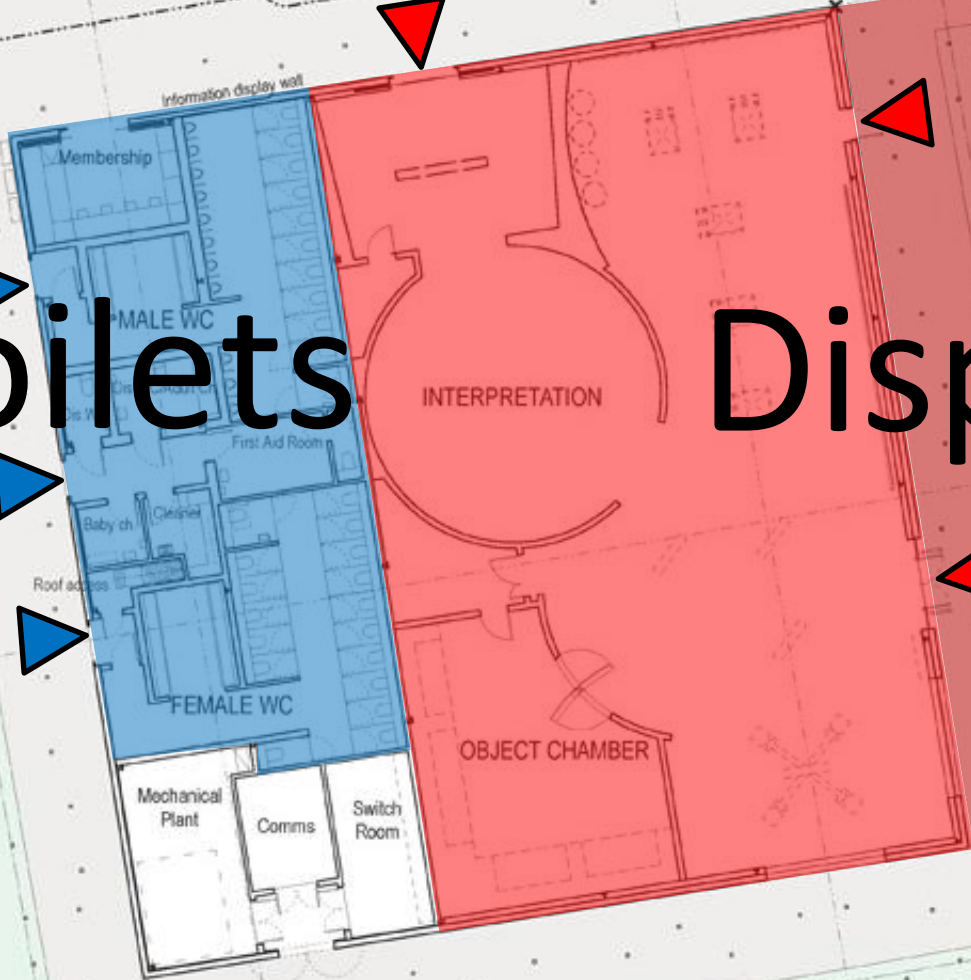 Information display wall
Membership
MALE WC
oilets
Disp
INTERPRETATION
First Aid Room
Baby ch
Cleaner
Roof access
FEMALE WC
OBJECT CHAMBER
Mechanical
Plant
Comms
Switch
Room